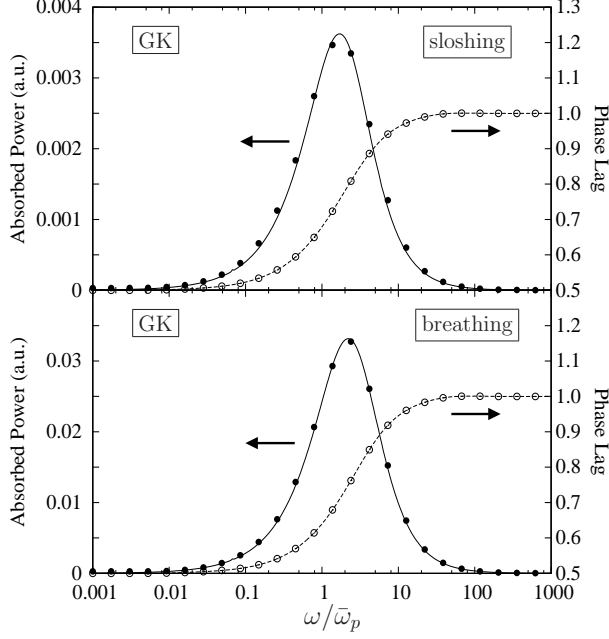 0.004
0.003
0.002
0.001
0
1.3
1.2
1.1
1.0
0.9
0.8
0.7
0.6
0.5
Absorbed Power (a.u.)
Phase Lag
GK
sloshing
0.03
0.02
0.01
0
1.2
1.1
1.0
0.9
0.8
0.7
0.6
0.5
Absorbed Power (a.u.)
Phase Lag
GK
breathing
0.001 0.01 0.1 1 10 100 1000
ω/ω̄ₚ